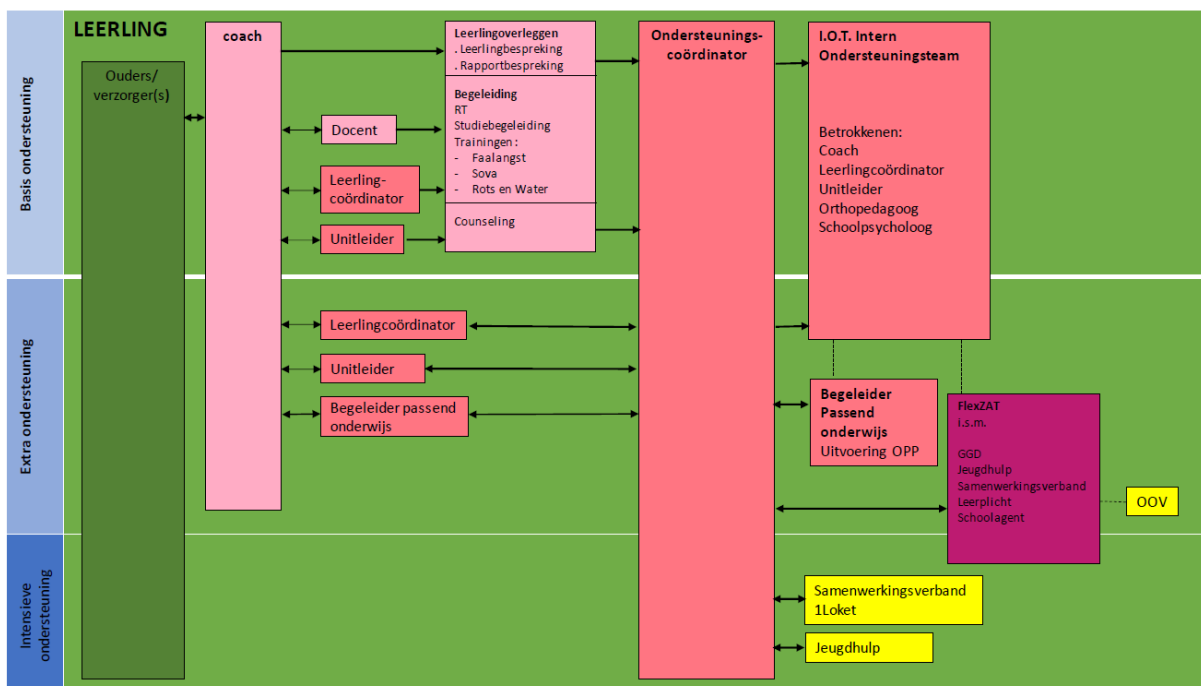 LEERLING
Basis ondersteuning
Extra ondersteuning
Intensieve
ondersteuning
Ouders/
verzorger(s)
coach
Docent
Leerling-
coördinator
Unitleider
Leerlingoverleggen
. Leerlingbespreking
. Rapportbespreking
Begeleiding
RT
Studiebegeleiding
Trainingen :
- Faalangst
- Sova
- Rots en Water
Counseling
Leerlingcoördinator
Unitleider
Begeleider passend
onderwijs
Ondersteunings-
coördinator
I.O.T. Intern
Ondersteuningsteam
Betrokkenen:
Coach
Leerlingcoördinator
Unitleider
Orthopedagoog
Schoolpsycholoog
Begeleider
Passend
onderwijs
Uitvoering OPP
FlexZAT
i.s.m.
GGD
Jeugdhulp
Samenwerkingsverband
Leerplicht
Schoolagent
OOV
Samenwerkingsverband
1Loket
Jeugdhulp